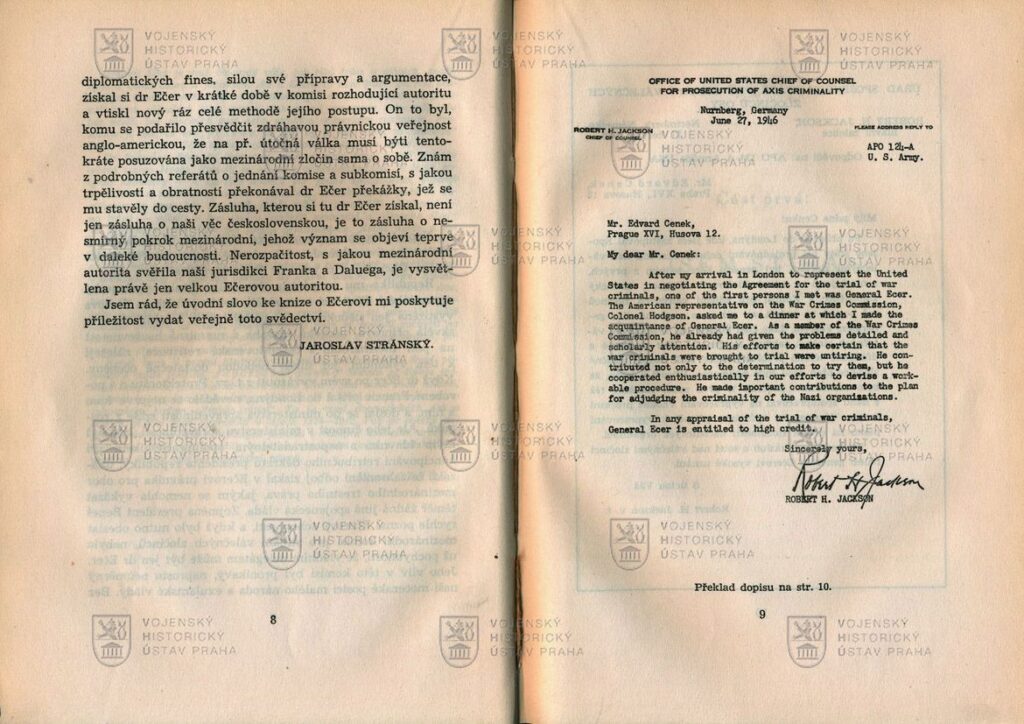 diplomatických fines, silou své přípravy a argumentace,
získal si dr Ečer v krátké době v komisi rozhodující autoritu
a vtiskl nový ráz celé methodě jejího postupu. On to byl,
komu se podařilo přesvědčit zdráhavou právnickou veřejnost
anglo-americkou, že na př. útočná válka musí býti tento-
kráte posuzována jako mezinárodní zločin sama o sobě. Znám
z podrobných referátů o jednání komise a subkomisí, s jakou
trpělivostí a obratností překonával dr Ečer překážky, jež se
mu stavěly do cesty. Zásluha, kterou si tu dr Ečer získal, není
jen zásluha o naši věc československou, je to zásluha o ne-
smírný pokrok mezinárodní, jehož význam se objeví teprve
v daleké budoucnosti. Nerozpačitost, s jakou mezinárodní
autorita svěřila naší jurisdikci Franka a Daluega, je vysvět-
lena právě jen velkou Ečerovou autoritou.
Jsem rád, že úvodní slovo ke knize o Ečerovi mi poskytuje
příležitost vydat veřejně toto svědectví.
JAROSLAV STRÁNSKÝ.
8
OFFICE OF UNITED STATES CHIEF OF COUNSEL
FOR PROSECUTION OF AXIS CRIMINALITY
Nurnberg, Germany
June 27, 1946
ROBERT H. JACKSON
CHIEF OF COUNSEL
PLEASE ADDRESS REPLY TO
APO 124-A
U. S. Army.
Mr. Edvard Cenek,
Prague XVI, Husova 12.
My dear Mr. Cenek:
After my arrival in London to represent the United
States in negotiating the Agreement for the trial of war
criminals, one of the first persons I met was General Ecer.
The American representative on the War Crimes Commission,
Colonel Hodgson, asked me to a dinner at which I made the
acquaintance of General Ecer. As a member of the War Crimes
Commission, he already had given the problems detailed and
scholarly attention. His efforts to make certain that the
war criminals were brought to trial were untiring. He con-
tributed not only to the determination to try them, but he
cooperated enthusiastically in our efforts to devise a work-
able procedure. He made important contributions to the plan
for adjudging the criminality of the Nazi organizations.
In any appraisal of the trial of war criminals,
General Ecer is entitled to high credit.
Sincerely yours,
Robert H. Jackson
ROBERT H. JACKSON
Překlad dopisu na str. 10.
9
VOJENSKÝ
HISTORICKÝ
ÚSTAV PRAHA